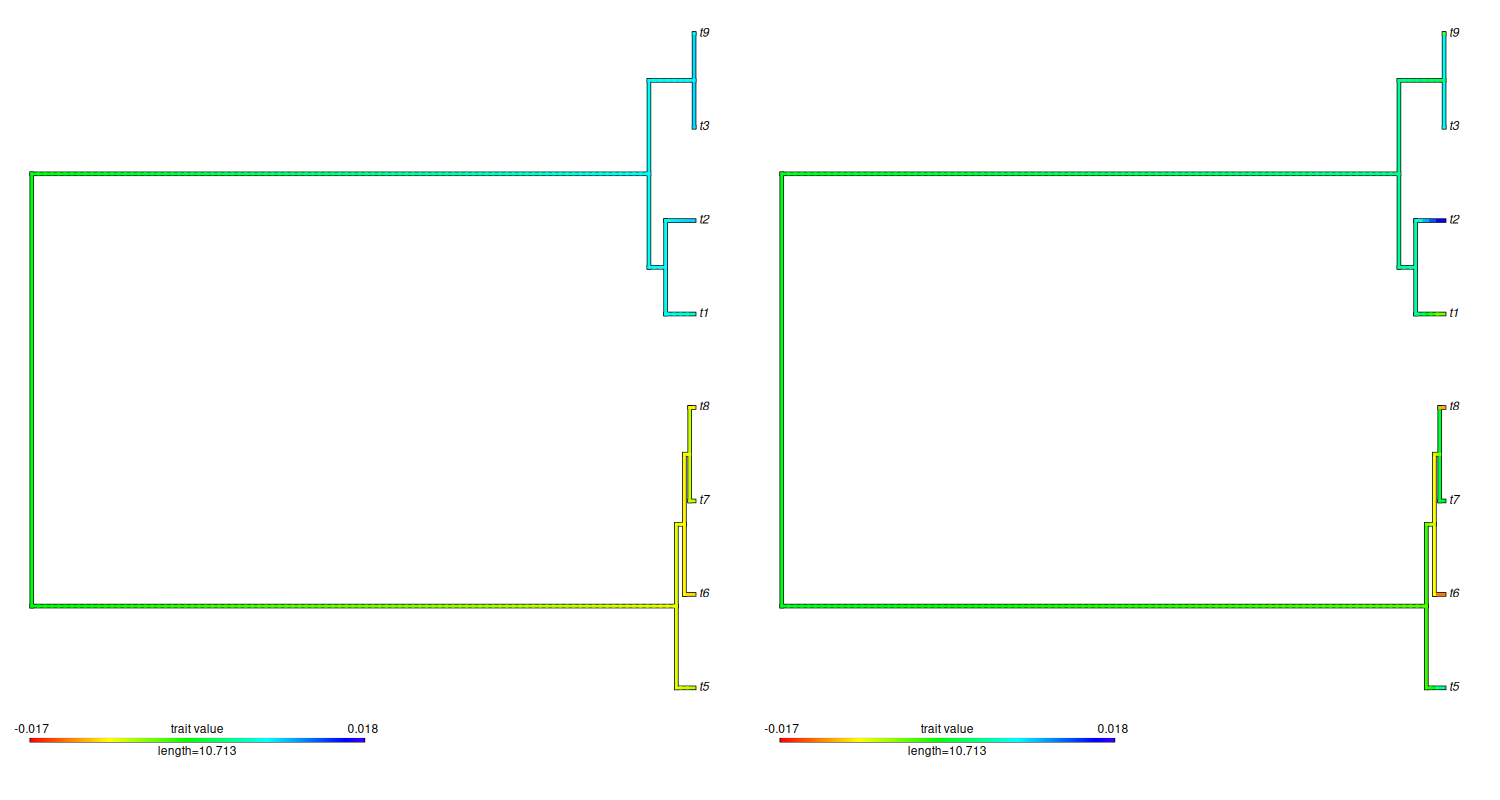 t9
t3
t2
t1
t8
t7
t6
t5
-0.017 trait value 0.018
length=10.713
t9
t3
t2
t1
t8
t7
t6
t5
-0.017 trait value 0.018
length=10.713